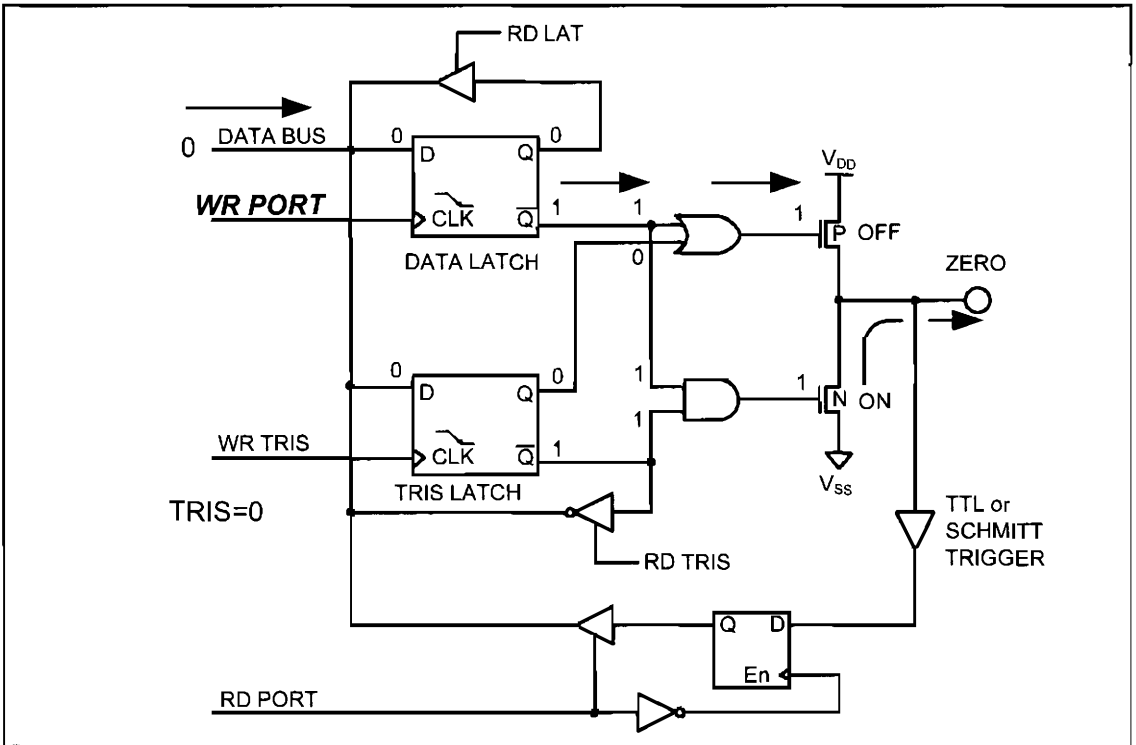 RD LAT
0 DATA BUS
0
D
Q
0
WR PORT
CLK
Q̅
1
DATA LATCH
1
0
1
V_DD
P OFF
ZERO
0
D
Q
0
WR TRIS
CLK
Q̅
1
TRIS LATCH
1
1
1
N ON
V_SS
TRIS=0
RD TRIS
TTL or
SCHMITT
TRIGGER
Q D
En
RD PORT